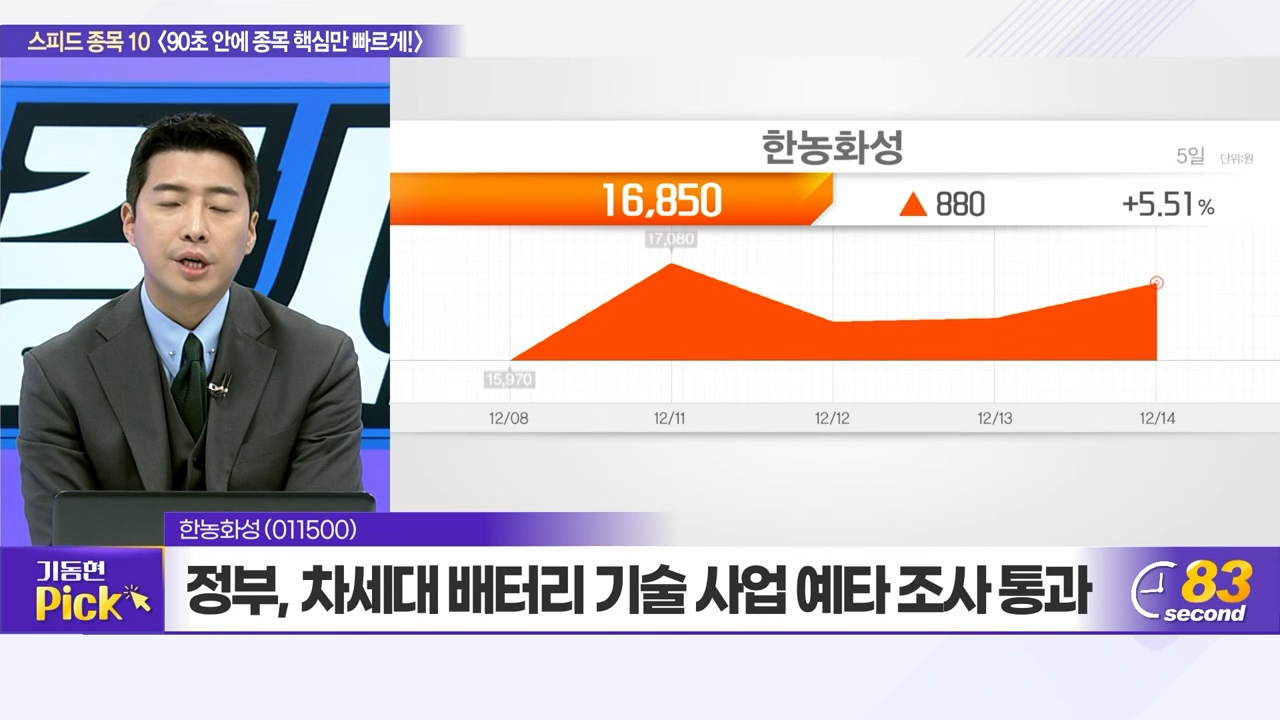 스피드 종목 10 〈90초 안에 종목 핵심만 빠르게!〉
한농화성
5일 단위:원
16,850 ▲ 880 +5.51%
17,080
15,970
12/08 12/11 12/12 12/13 12/14
한농화성 (011500)
기동현
Pick
정부, 차세대 배터리 기술 사업 예타 조사 통과
83
second